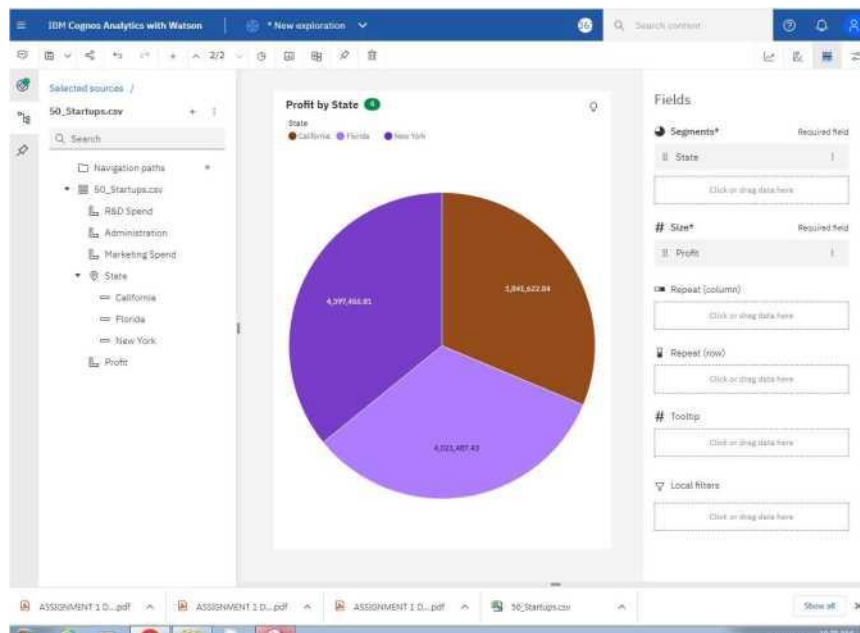 IBM Cognos Analytics with Watson
* New exploration
Search content
2/2
Selected sources /
50_Startups.csv
Search
Navigation paths
50_Startups.csv
R&D Spend
Administration
Marketing Spend
State
California
Florida
New York
Profit
Profit by State 4
State
California Florida New York
4,397,466.81
3,841,622.84
4,021,487.43
Fields
Segments* Required field
State
Click or drag data here
# Size* Required field
Profit
Repeat (column)
Click or drag data here
Repeat (row)
Click or drag data here
# Tooltip
Click or drag data here
Local filters
Click or drag data here
ASSIGNMENT 1 D....pdf
ASSIGNMENT 1 D....pdf
ASSIGNMENT 1 D....pdf
50_Startups.csv
Show all